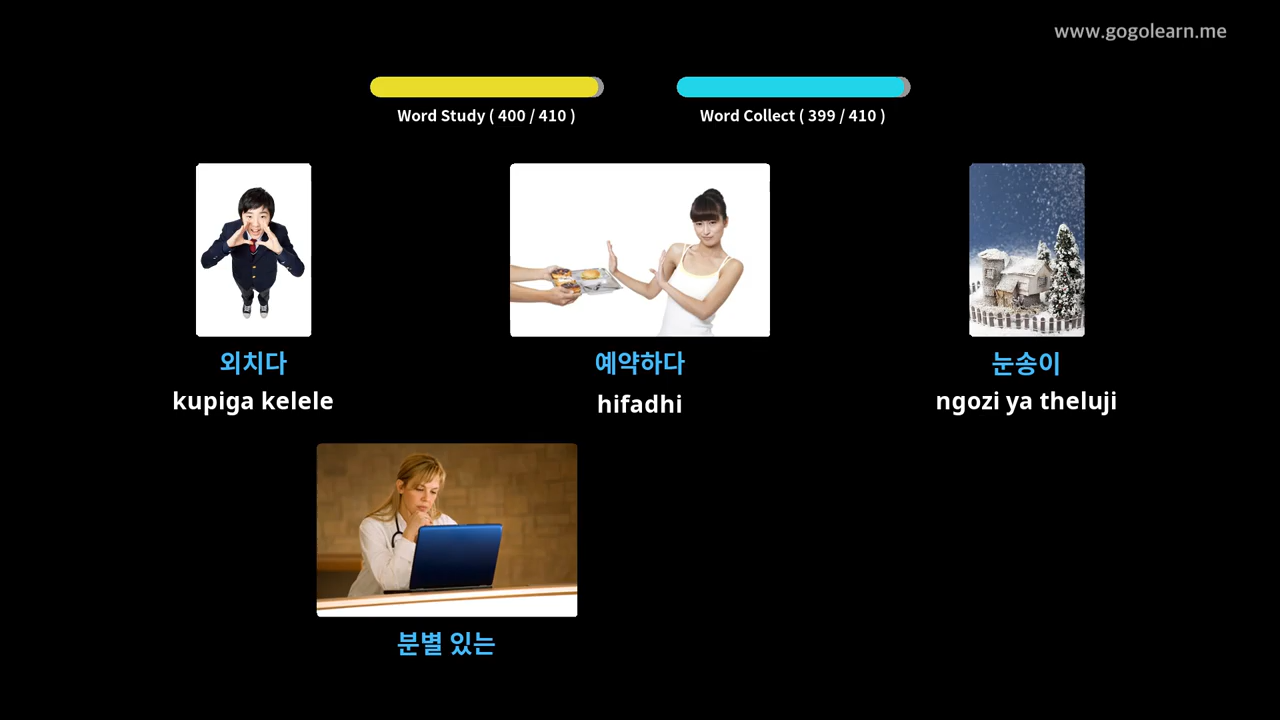 www.gogolearn.me
Word Study ( 400 / 410 )
Word Collect ( 399 / 410 )
외치다
예약하다
눈송이
kupiga kelele
hifadhi
ngozi ya theluji
분별 있는